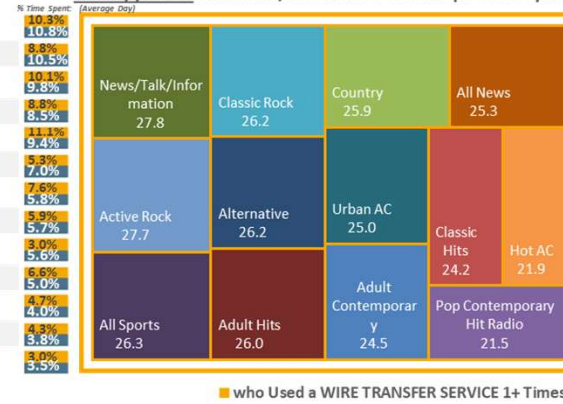 % Time Spent: (Average Day)
10.3%
10.8%
8.8%
10.5%
10.1%
9.8%
8.8%
8.5%
11.1%
9.4%
5.3%
7.0%
7.6%
5.8%
5.9%
5.7%
3.0%
5.6%
6.6%
5.0%
4.7%
4.0%
4.3%
3.8%
3.0%
3.5%
News/Talk/Infor
mation
27.8
Classic Rock
26.2
Country
25.9
All News
25.3
Active Rock
27.7
Alternative
26.2
Urban AC
25.0
Classic
Hits
24.2
Hot AC
21.9
All Sports
26.3
Adult Hits
26.0
Adult
Contemporar
y
24.5
Pop Contemporary
Hit Radio
21.5
who Used a WIRE TRANSFER SERVICE 1+ Times